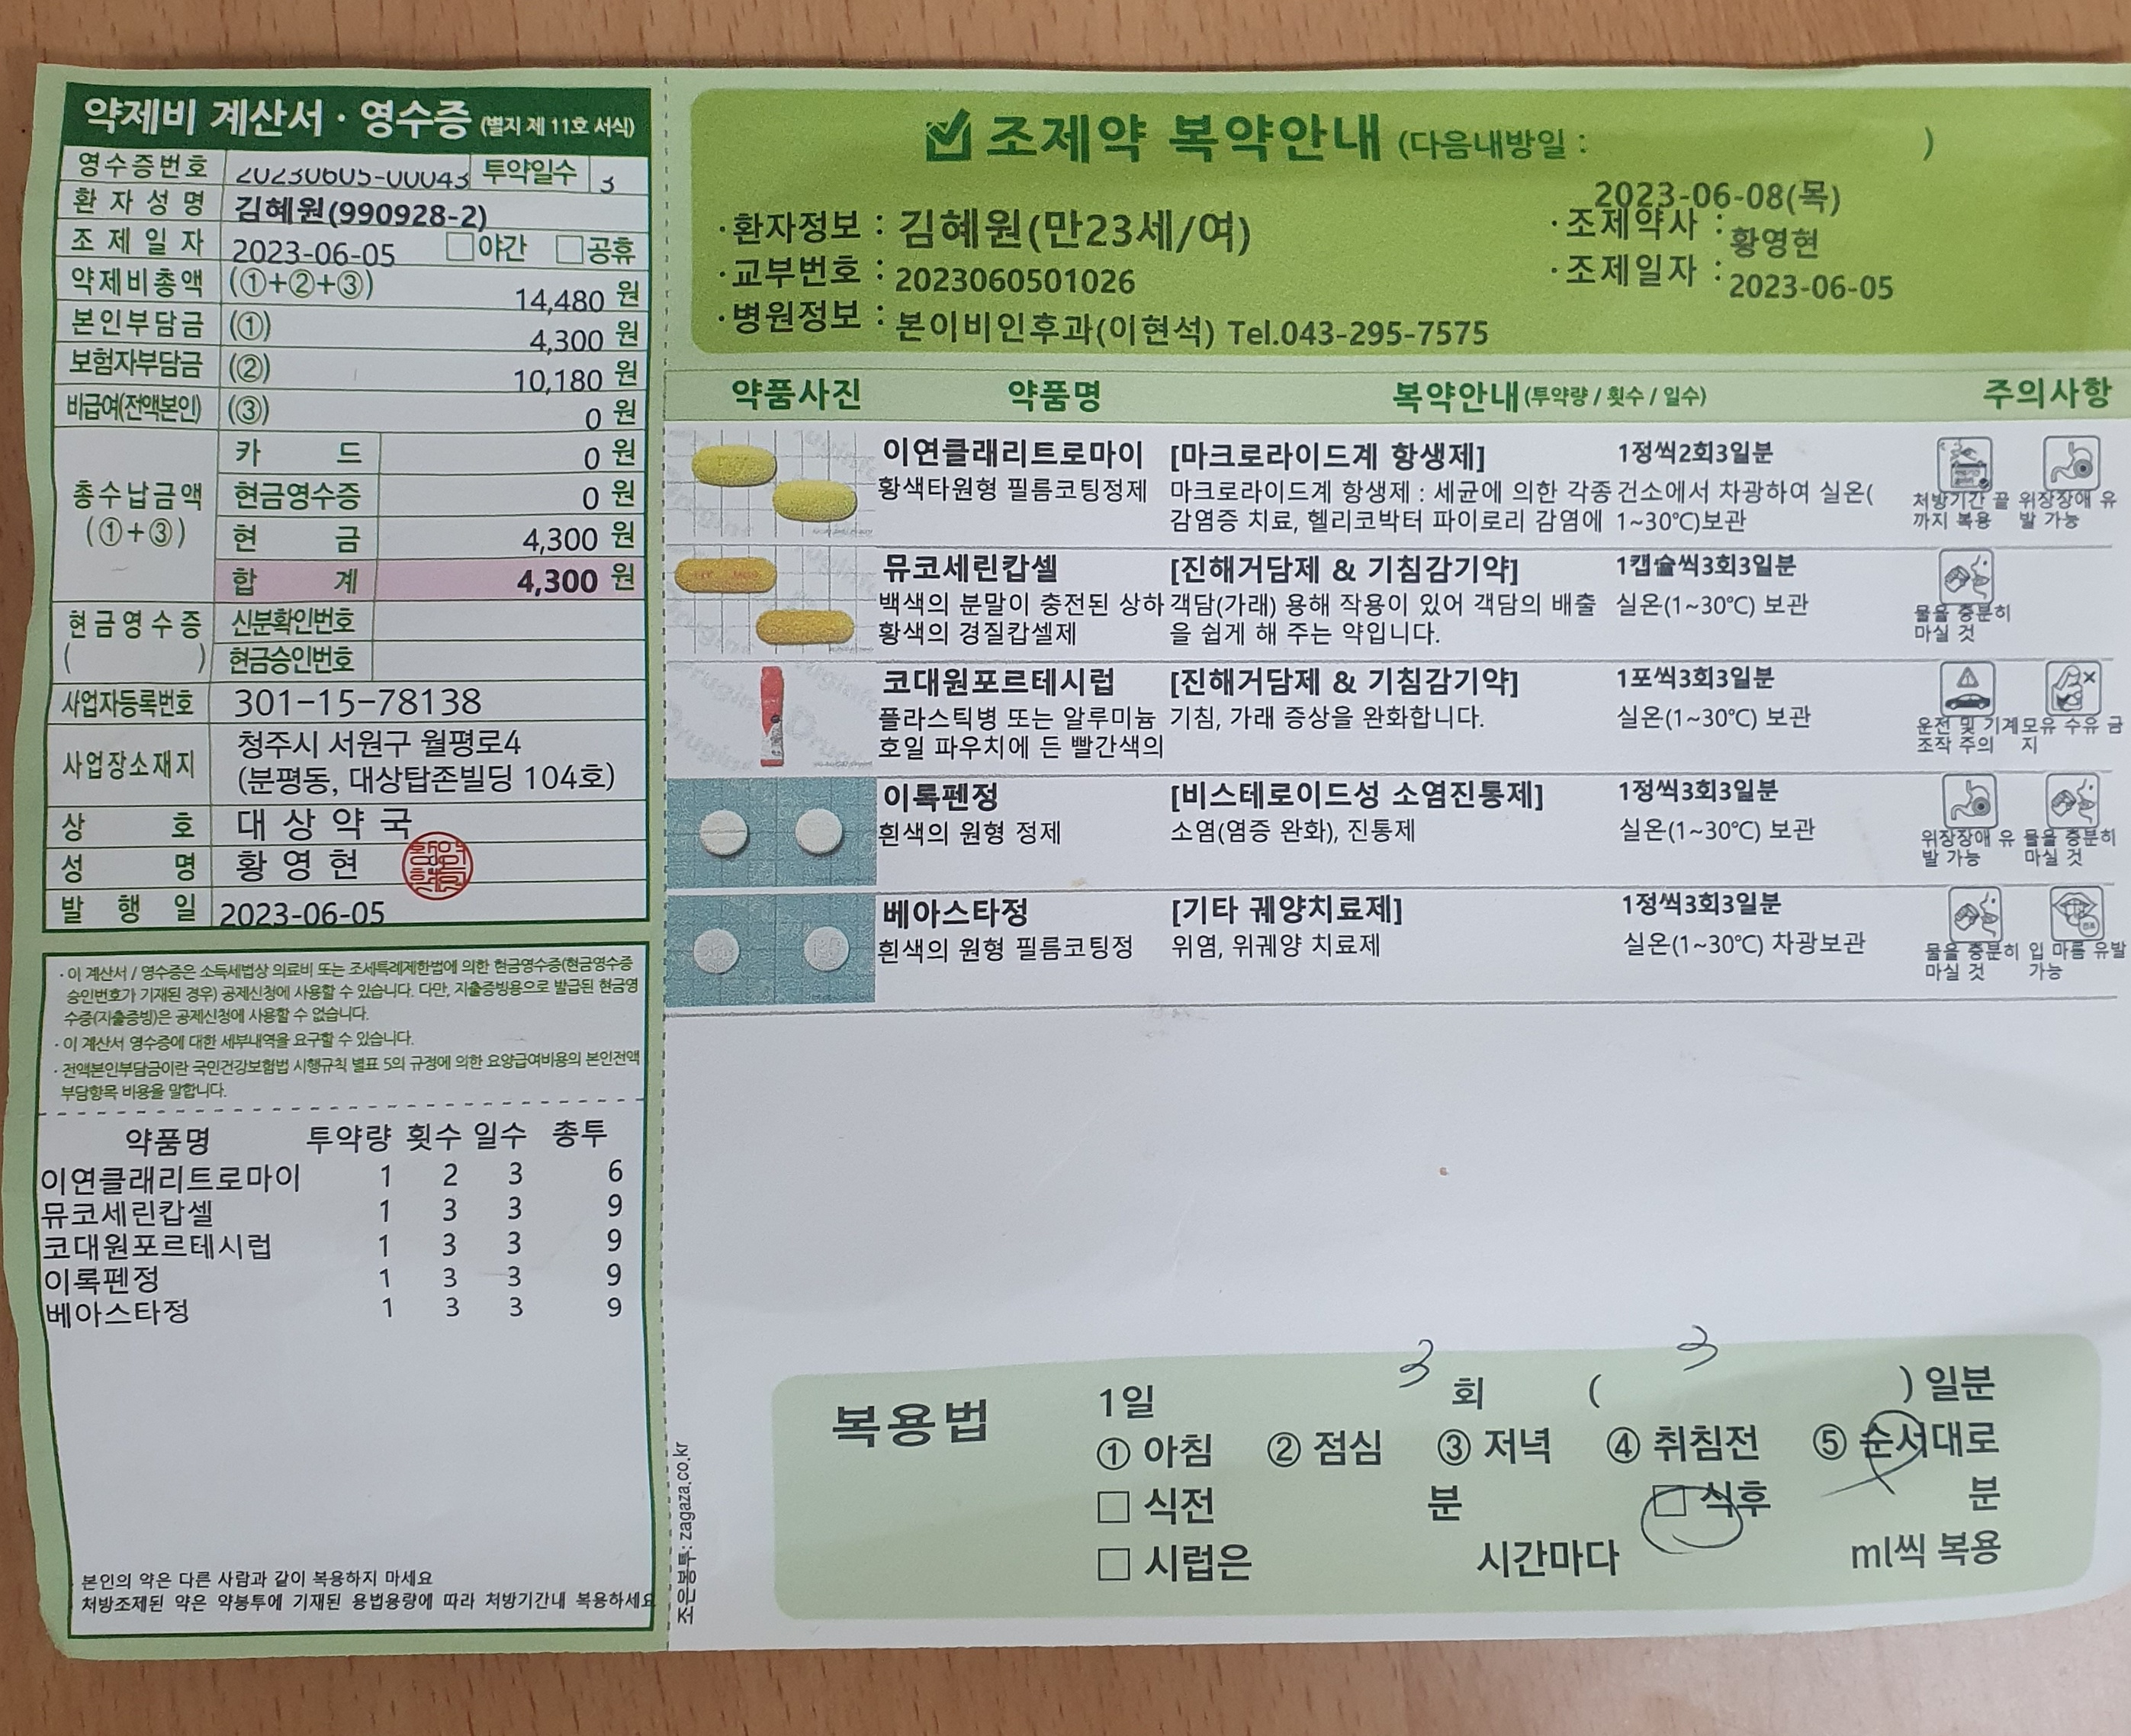 약제비 계산서 · 영수증 (별지 제 11호 서식)
영수증번호 20230605-00043 투약일수 3
환자성명 김혜원(990928-2)
조제일자 2023-06-05 □야간 □공휴
약제비총액 (①+②+③) 14,480 원
본인부담금 (①) 4,300 원
보험자부담금 (②) 10,180 원
비급여(전액본인) (③) 0 원
총수납금액 (①+③)
카드 0 원
현금영수증 0 원
현금 4,300 원
합계 4,300 원
현금영수증 ( )
신분확인번호
현금승인번호
사업자등록번호 301-15-78138
사업장소재지 청주시 서원구 월평로4
(분평동, 대상탑존빌딩 104호)
상호 대상약국
성명 황영현
발행일 2023-06-05
· 이 계산서 / 영수증은 소득세법상 의료비 또는 조세특례제한법에 의한 현금영수증(현금영수증
승인번호가 기재된 경우) 공제신청에 사용할 수 있습니다. 다만, 지출증빙용으로 발급된 현금영
수증(지출증빙)은 공제신청에 사용할 수 없습니다.
· 이 계산서 영수증에 대한 세부내역을 요구할 수 있습니다.
· 전액본인부담금이란 국민건강보험법 시행규칙 별표 5의 규정에 의한 요양급여비용의 본인전액
부담항목 비용을 말합니다.
약품명 투약량 횟수 일수 총투
이연클래리트로마이 1 2 3 6
뮤코세린캅셀 1 3 3 9
코대원포르테시럽 1 3 3 9
이록펜정 1 3 3 9
베아스타정 1 3 3 9
본인의 약은 다른 사람과 같이 복용하지 마세요
처방조제된 약은 약봉투에 기재된 용법용량에 따라 처방기간내 복용하세요
조은봉투: zagaza.co.kr
조제약 복약안내 (다음내방일 : )
2023-06-08(목)
· 환자정보 : 김혜원(만23세/여)
· 조제약사 : 황영현
· 교부번호 : 2023060501026
· 조제일자 : 2023-06-05
· 병원정보 : 본이비인후과(이현석) Tel.043-295-7575
약품사진 약품명 복약안내(투약량 / 횟수 / 일수) 주의사항
이연클래리트로마이 [마크로라이드계 항생제] 1정씩2회3일분
황색타원형 필름코팅정제 마크로라이드계 항생제 : 세균에 의한 각종 건소에서 차광하여 실온(
감염증 치료, 헬리코박터 파이로리 감염에 1~30℃)보관
처방기간 끝까지 복용 위장장애 유발 가능
뮤코세린캅셀 [진해거담제 & 기침감기약] 1캡슐씩3회3일분
백색의 분말이 충전된 상하 객담(가래) 용해 작용이 있어 객담의 배출 실온(1~30℃) 보관
황색의 경질캅셀제 을 쉽게 해 주는 약입니다.
물을 충분히 마실 것
코대원포르테시럽 [진해거담제 & 기침감기약] 1포씩3회3일분
플라스틱병 또는 알루미늄 기침, 가래 증상을 완화합니다. 실온(1~30℃) 보관
호일 파우치에 든 빨간색의
운전 및 기계조작 주의 모유 수유 금지
이록펜정 [비스테로이드성 소염진통제] 1정씩3회3일분
흰색의 원형 정제 소염(염증 완화), 진통제 실온(1~30℃) 보관
위장장애 유발 가능 물을 충분히 마실 것
베아스타정 [기타 궤양치료제] 1정씩3회3일분
흰색의 원형 필름코팅정 위염, 위궤양 치료제 실온(1~30℃) 차광보관
물을 충분히 마실 것 입 마름 유발 가능
복용법 1일 3 회 ( 3 ) 일분
① 아침 ② 점심 ③ 저녁 ④ 취침전 ⑤ 순서대로
□ 식전 분 □ 식후 분
□ 시럽은 시간마다 ml씩 복용